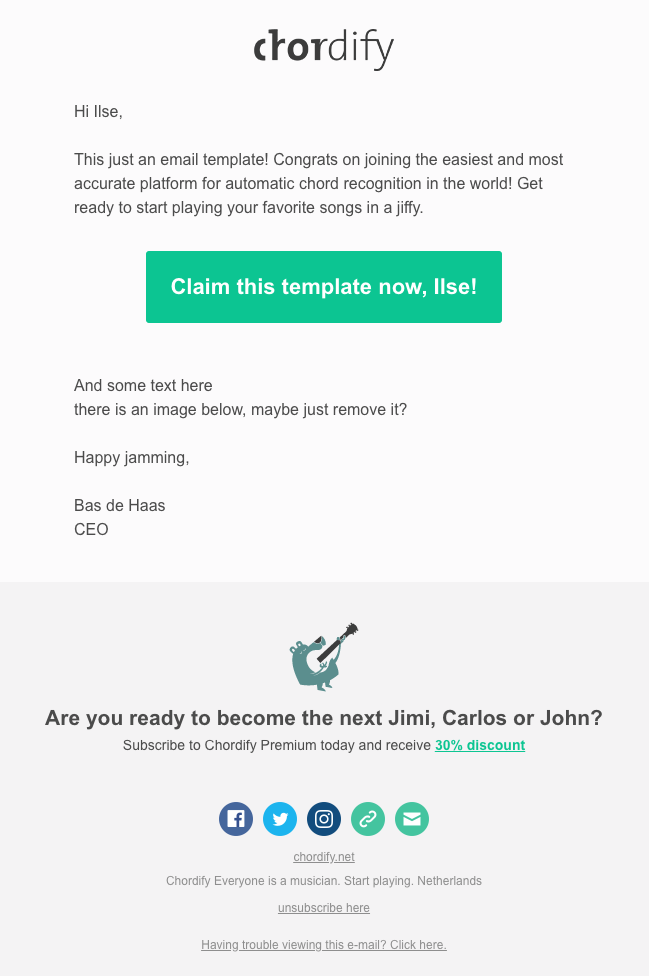 chordify
Hi Ilse,
This just an email template! Congrats on joining the easiest and most
accurate platform for automatic chord recognition in the world! Get
ready to start playing your favorite songs in a jiffy.
Claim this template now, Ilse!
And some text here
there is an image below, maybe just remove it?
Happy jamming,
Bas de Haas
CEO
Are you ready to become the next Jimi, Carlos or John?
Subscribe to Chordify Premium today and receive 30% discount
chordify.net
Chordify Everyone is a musician. Start playing. Netherlands
unsubscribe here
Having trouble viewing this e-mail? Click here.